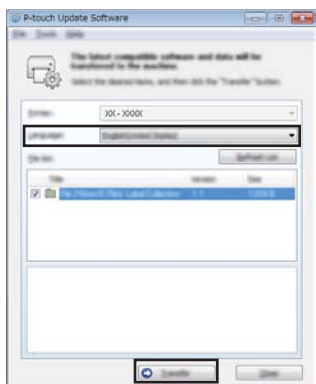 P-touch Update Software
File Tools Help
The latest compatible software and data will be
transferred to the machine.
Select the desired items, and then click the "Transfer" button.
Printer:
XX-XXXX
Language:
English(United States)
File list:
Refresh List
Title Version Size
Label Collection 1.1
Transfer
Close